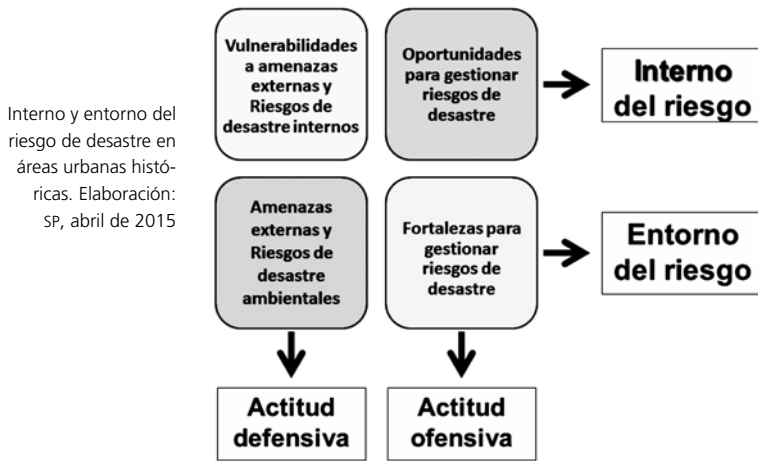 Interno y entorno del
riesgo de desastre en
áreas urbanas histó-
ricas. Elaboración:
SP, abril de 2015
Vulnerabilidades
a amenazas
externas y
Riesgos de
desastre internos
Oportunidades
para gestionar
riesgos de
desastre
Interno
del riesgo
Amenazas
externas y
Riesgos de
desastre
ambientales
Fortalezas para
gestionar
riesgos de
desastre
Entorno
del riesgo
Actitud
defensiva
Actitud
ofensiva